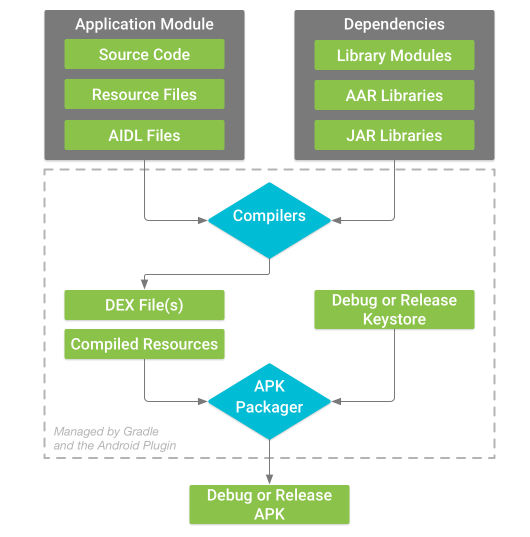 Application Module
Source Code
Resource Files
AIDL Files
Dependencies
Library Modules
AAR Libraries
JAR Libraries
Compilers
DEX File(s)
Compiled Resources
Debug or Release
Keystore
APK
Packager
Managed by Gradle
and the Android Plugin
Debug or Release
APK